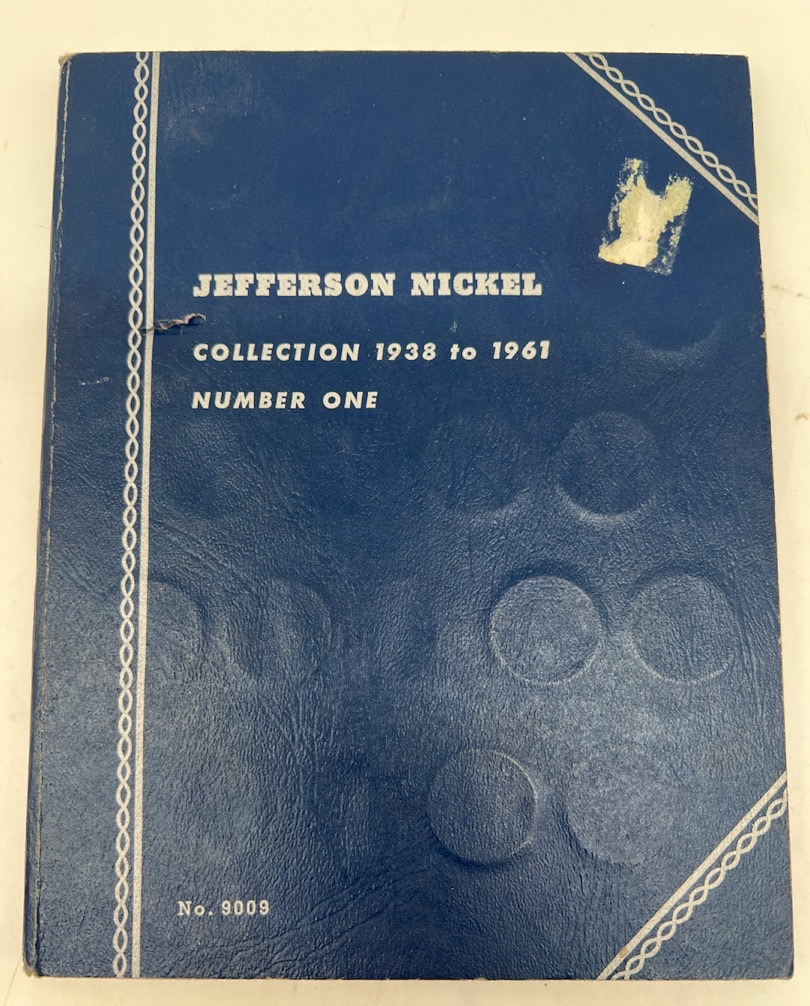 JEFFERSON NICKEL
COLLECTION 1938 to 1961
NUMBER ONE
No. 9009